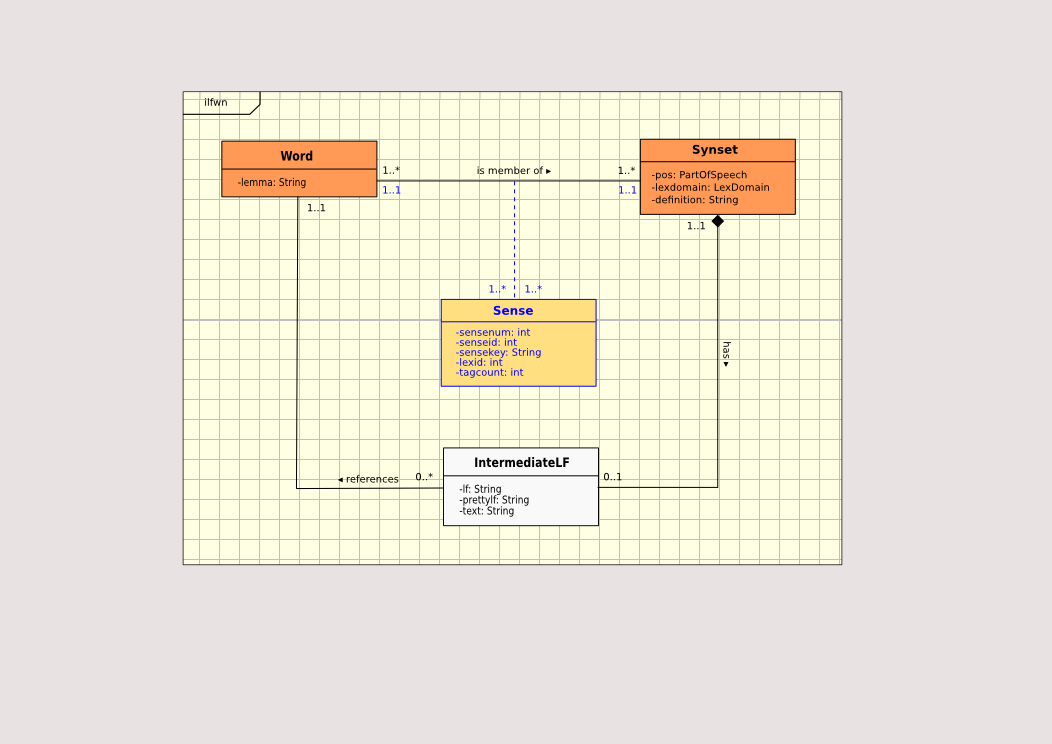 ilfwn
Word
-lemma: String
Synset
-pos: PartOfSpeech
-lexdomain: LexDomain
-definition: String
1..*
is member of ▸
1..*
1..1
1..1
1..1
1..1
1..* 1..*
Sense
-sensenum: int
-senseid: int
-sensekey: String
-lexid: int
-tagcount: int
has ▸
IntermediateLF
-lf: String
-prettylf: String
-text: String
◂ references
0..*
0..1